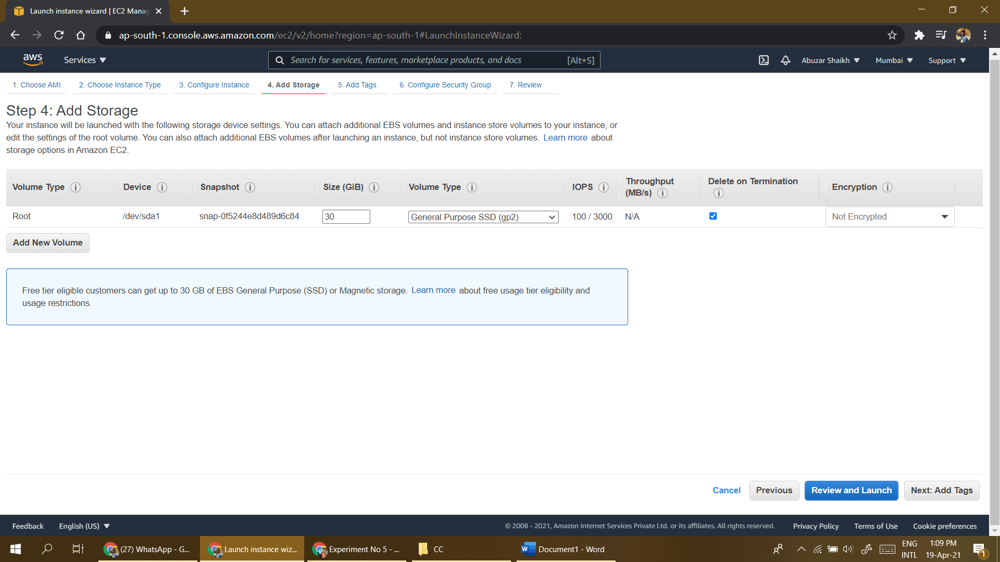 Launch instance wizard | EC2 Manag
ap-south-1.console.aws.amazon.com/ec2/v2/home?region=ap-south-1#LaunchInstanceWizard:
aws Services Search for services, features, marketplace products, and docs [Alt+S] Abuzar Shaikh Mumbai Support
1. Choose AMI 2. Choose Instance Type 3. Configure Instance 4. Add Storage 5. Add Tags 6. Configure Security Group 7. Review
Step 4: Add Storage
Your instance will be launched with the following storage device settings. You can attach additional EBS volumes and instance store volumes to your instance, or
edit the settings of the root volume. You can also attach additional EBS volumes after launching an instance, but not instance store volumes. Learn more about
storage options in Amazon EC2.
Volume Type Device Snapshot Size (GiB) Volume Type IOPS Throughput (MB/s) Delete on Termination Encryption
Root /dev/sda1 snap-0f5244e8d489d6c84 30 General Purpose SSD (gp2) 100 / 3000 N/A Not Encrypted
Add New Volume
Free tier eligible customers can get up to 30 GB of EBS General Purpose (SSD) or Magnetic storage. Learn more about free usage tier eligibility and
usage restrictions.
Cancel Previous Review and Launch Next: Add Tags
Feedback English (US) © 2008 - 2021, Amazon Internet Services Private Ltd. or its affiliates. All rights reserved. Privacy Policy Terms of Use Cookie preferences
(27) WhatsApp - G... Launch instance wiz... Experiment No 5 - ... CC Document1 - Word ENG 1:09 PM
INTL 19-Apr-21 1